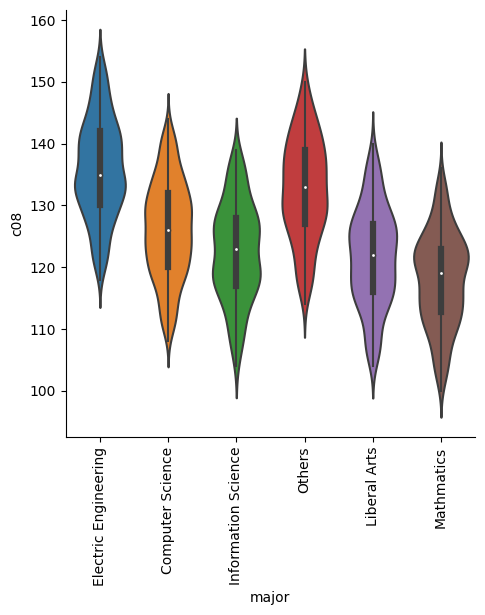 160
150
140
130
120
110
100
c08
Electric Engineering
Computer Science
Information Science
Others
Liberal Arts
Mathmatics
major